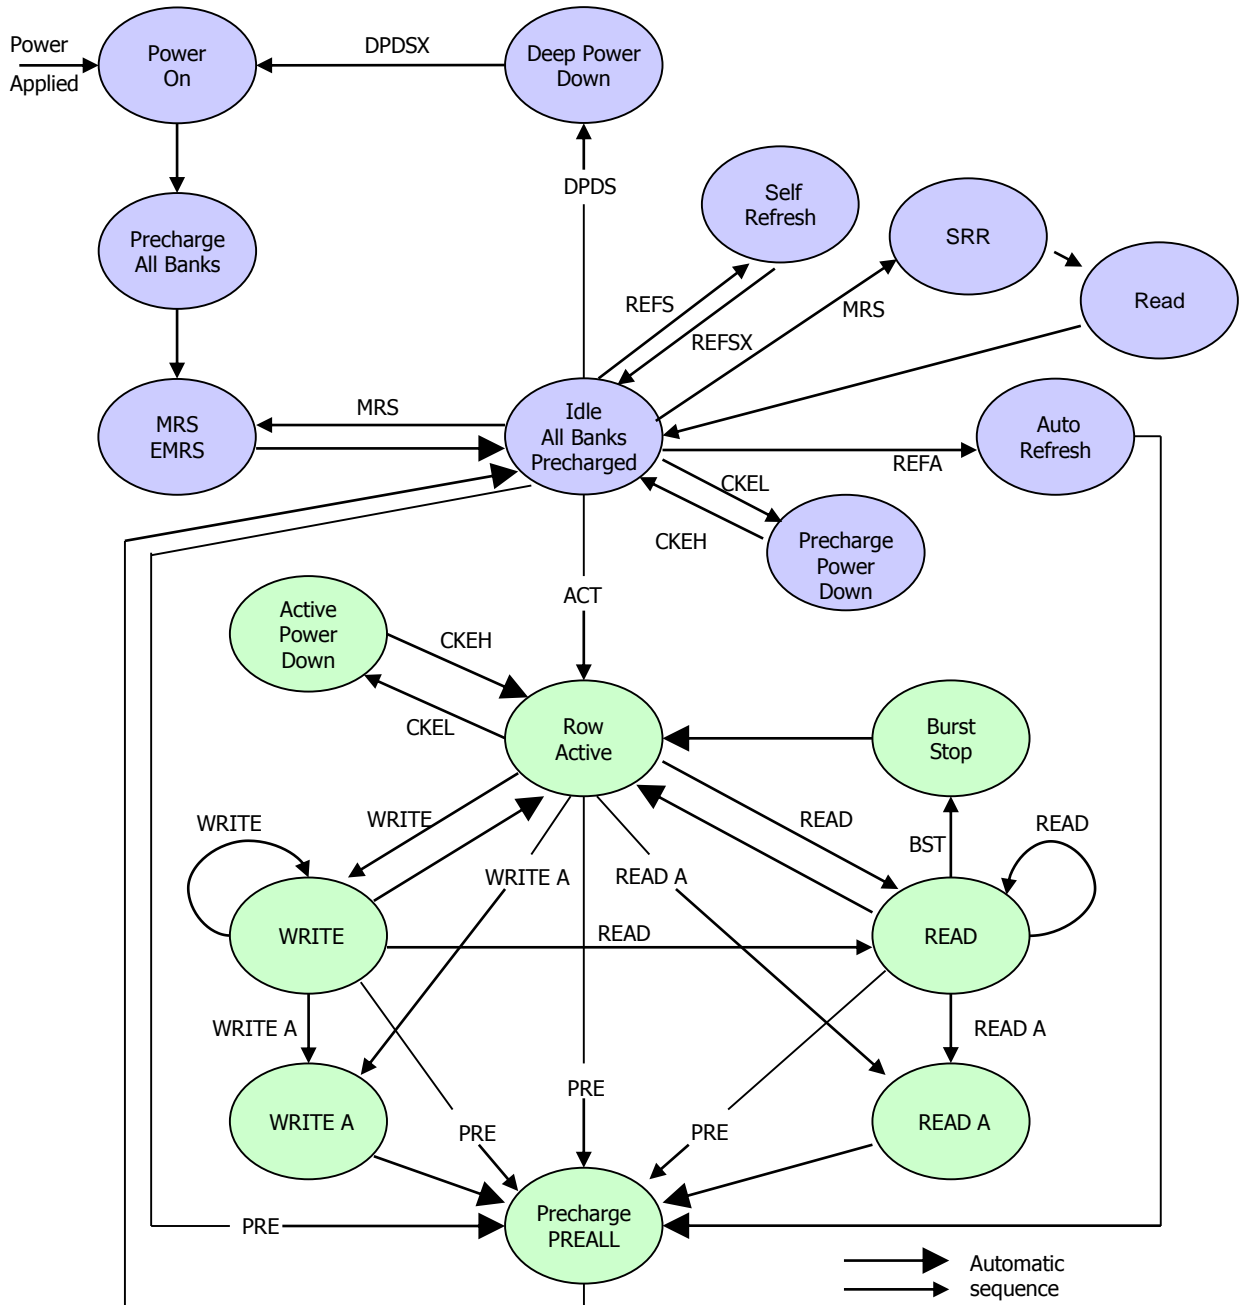 Power
Applied
Power
On
DPDSX
Deep Power
Down
DPDS
Self
Refresh
SRR
Read
Precharge
All Banks
REFS
REFSX
MRS
MRS
EMRS
MRS
Idle
All Banks
Precharged
Auto
Refresh
REFA
CKEL
CKEH
Precharge
Power
Down
ACT
Active
Power
Down
CKEH
CKEL
Row
Active
Burst
Stop
WRITE
WRITE
READ
BST
READ
WRITE A
READ A
WRITE
READ
READ
WRITE A
READ A
WRITE A
PRE
PRE
PRE
READ A
PRE
Precharge
PREALL
Automatic
sequence